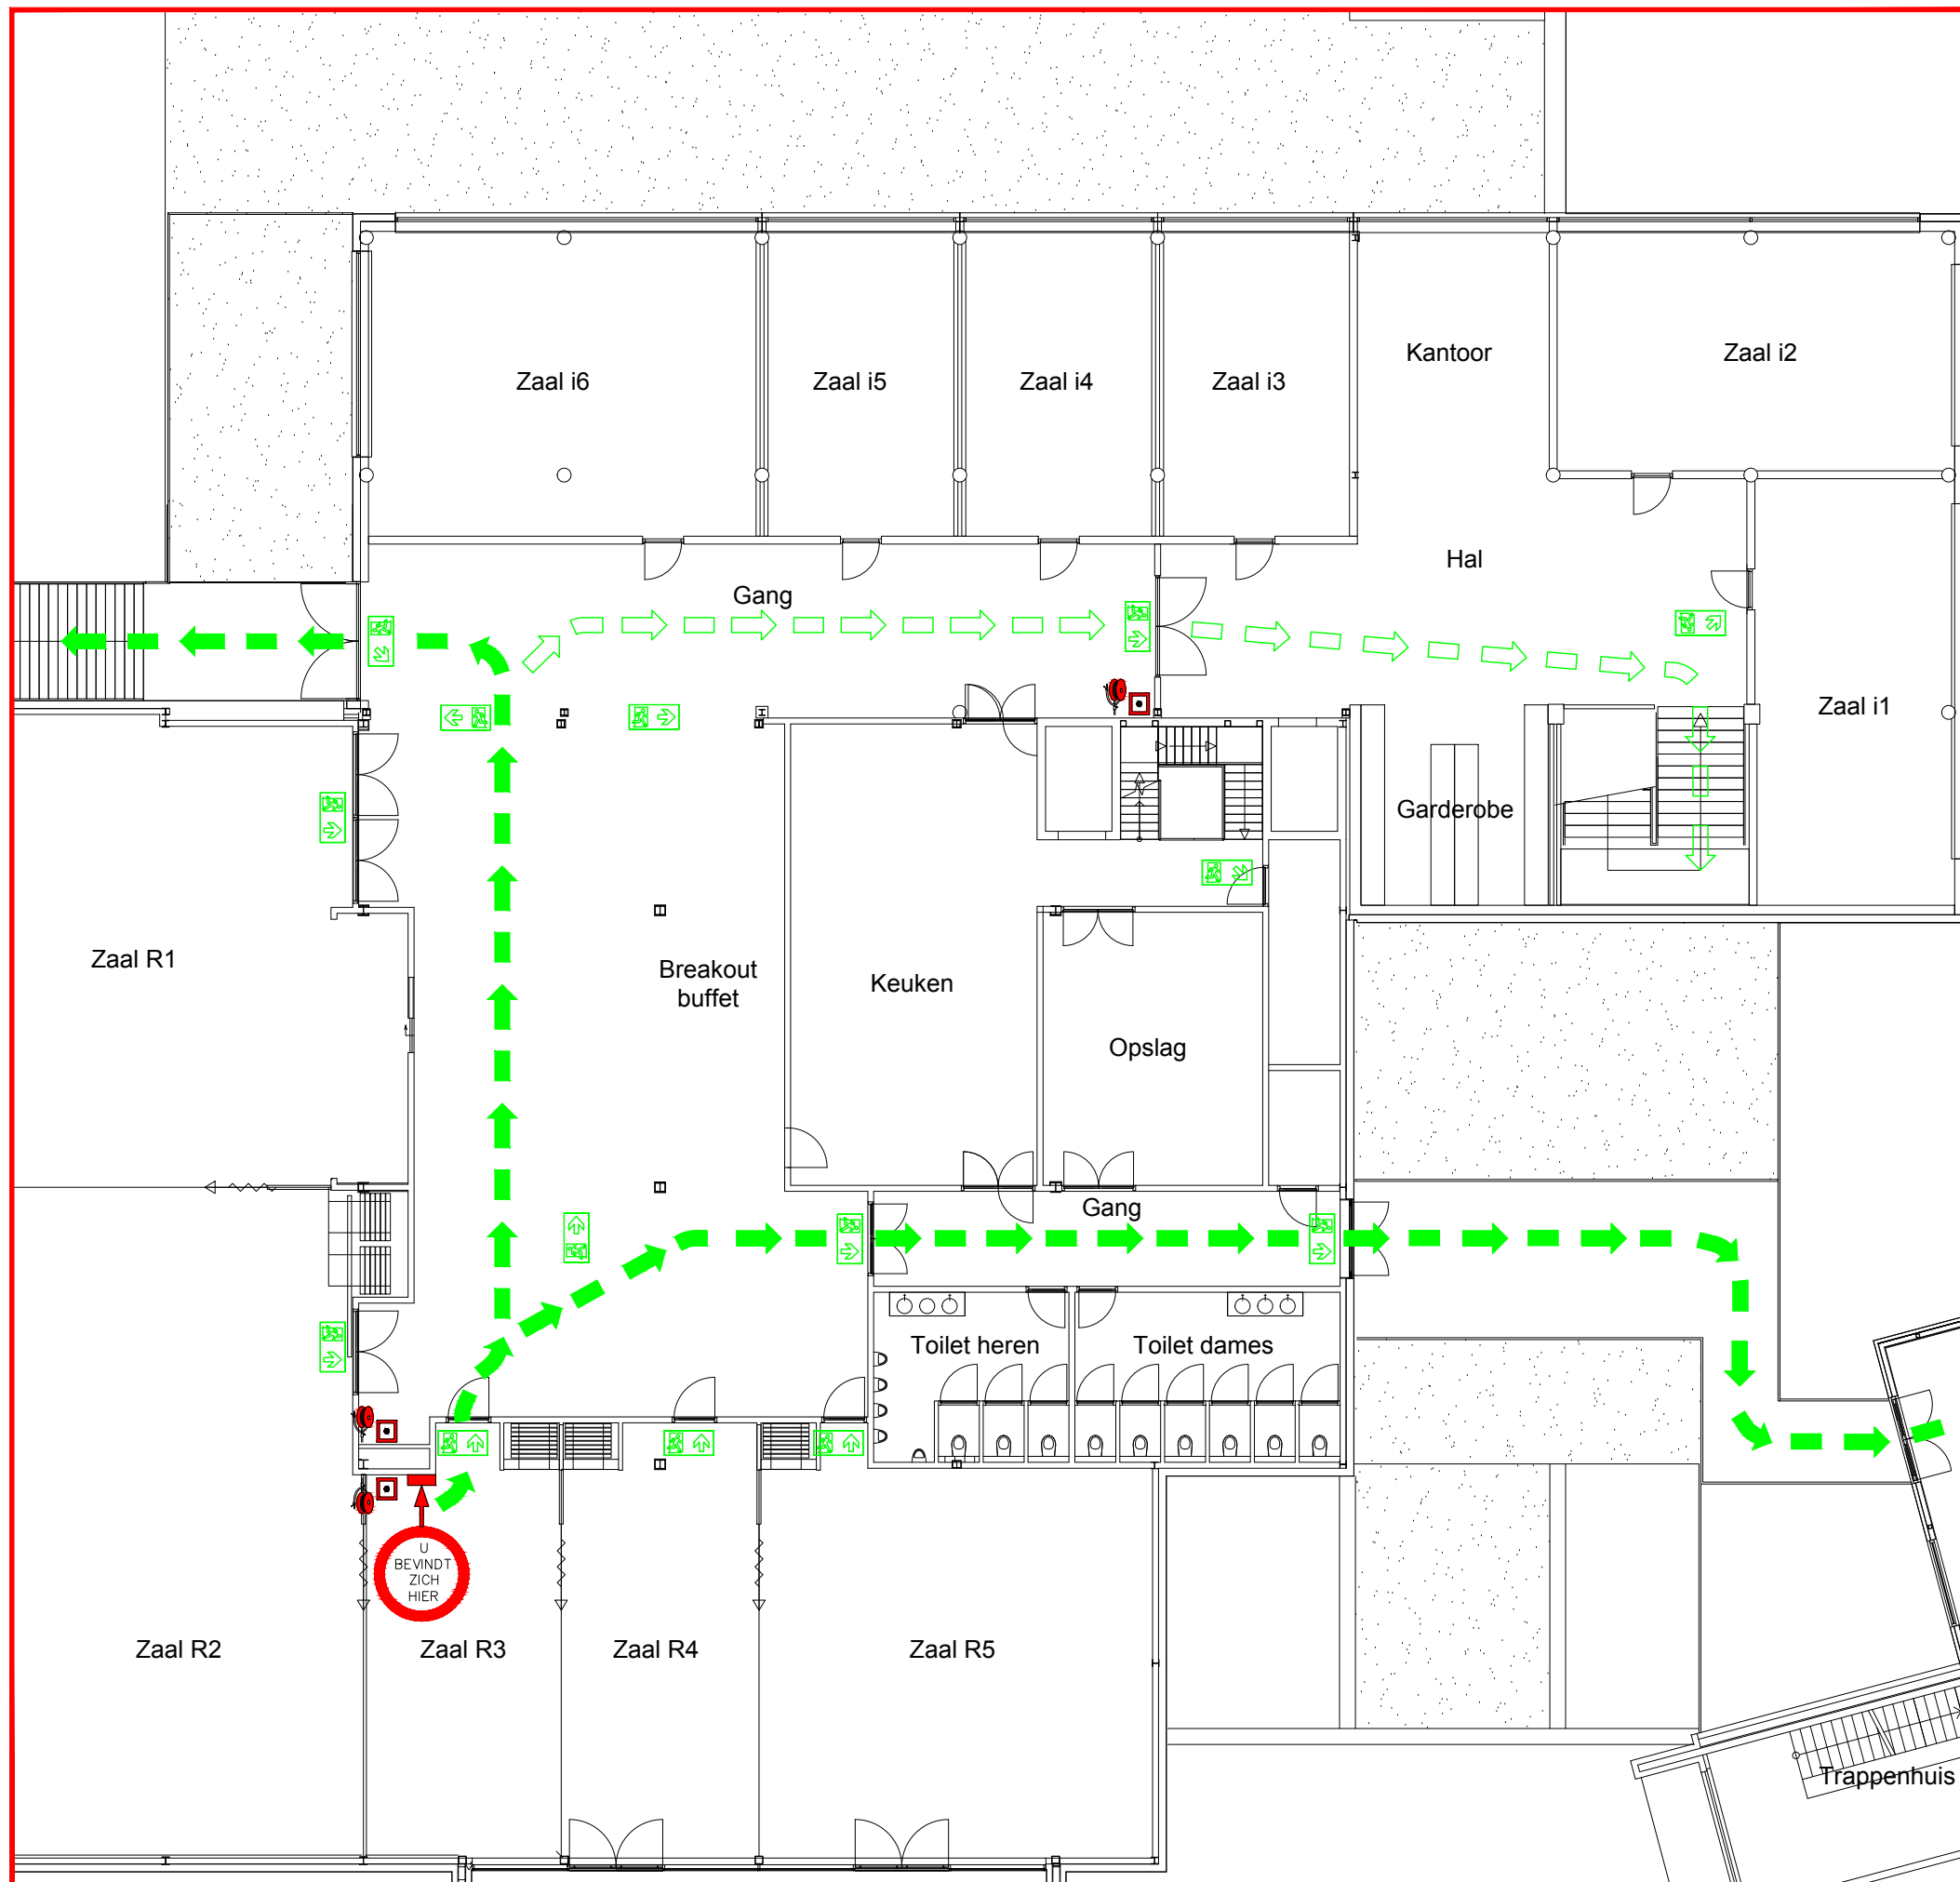 Kantoor
Zaal i2
Zaal i6
Zaal i5
Zaal i4
Zaal i3
Hal
Gang
Zaal i1
Garderobe
Zaal R1
Breakout
buffet
Keuken
Opslag
Gang
Toilet heren
Toilet dames
U
BEVINDT
ZICH
HIER
Zaal R2
Zaal R3
Zaal R4
Zaal R5
Trappenhuis